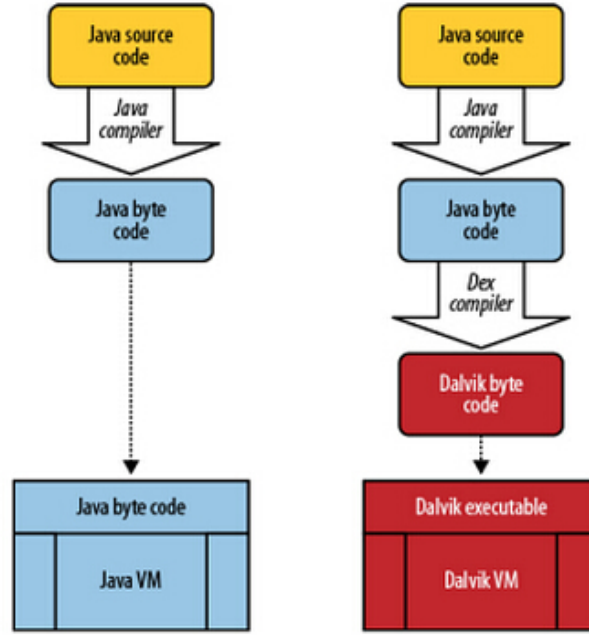 Java source
code
Java
compiler
Java byte
code
Java byte code
Java VM
Java source
code
Java
compiler
Java byte
code
Dex
compiler
Dalvik byte
code
Dalvik executable
Dalvik VM